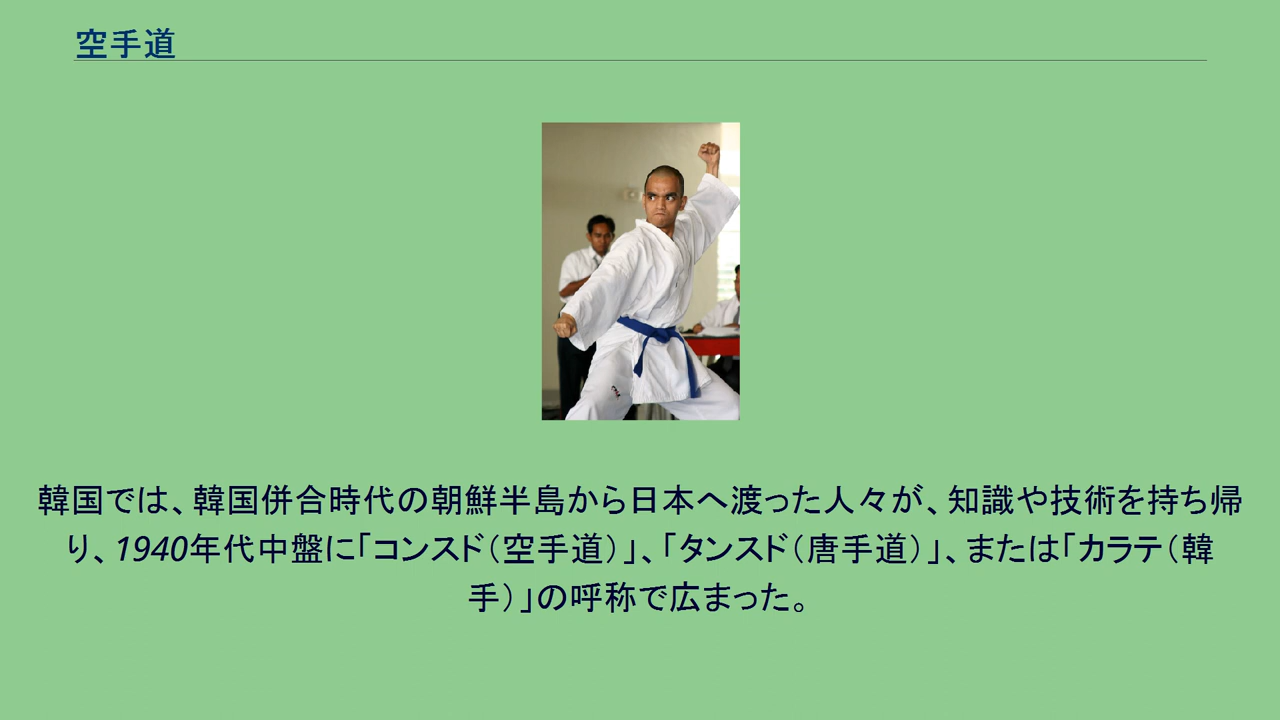 空手道
韓国では、韓国併合時代の朝鮮半島から日本へ渡った人々が、知識や技術を持ち帰
り、1940年代中盤に「コンスド（空手道）」、「タンスド（唐手道）」、または「カラテ（韓
手）」の呼称で広まった。